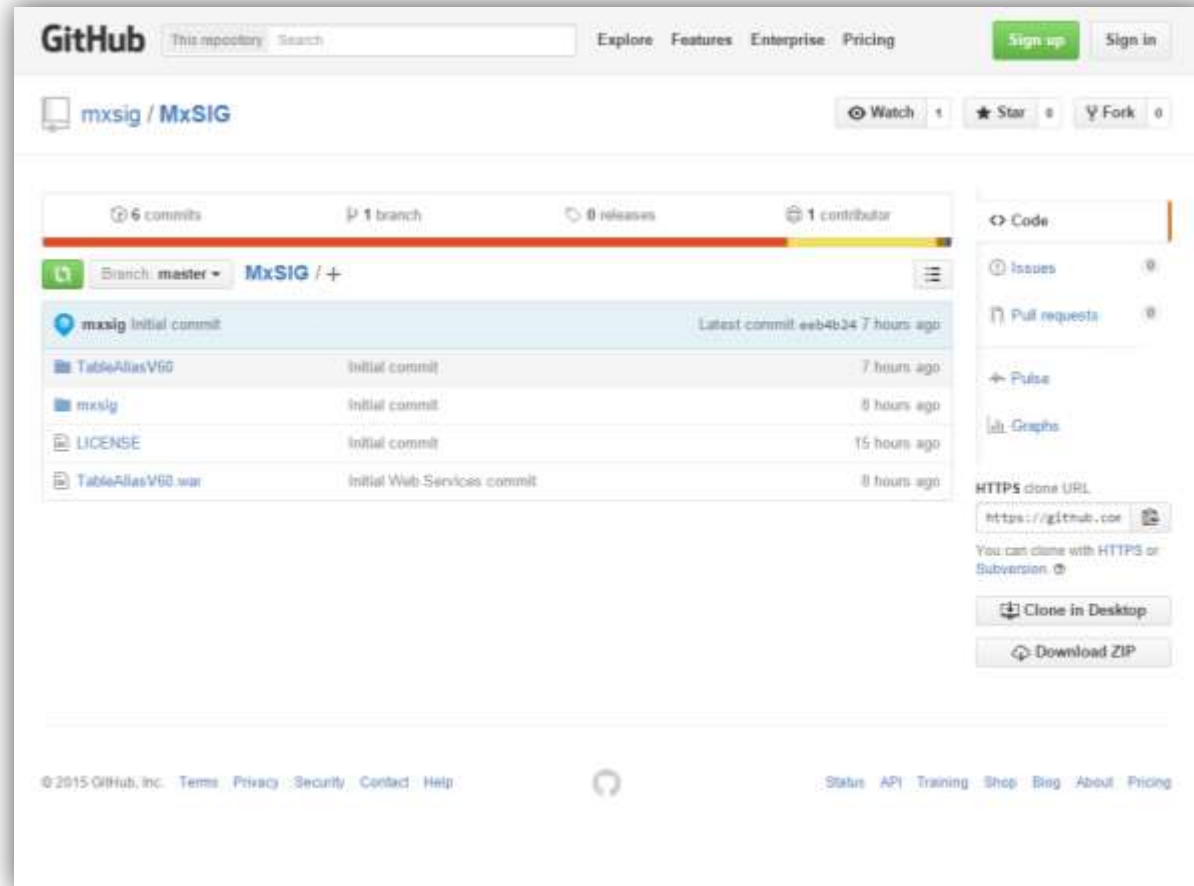 GitHub This repository Search Explore Features Enterprise Pricing Sign up Sign in
mxsig / MxSIG Watch 1 Star 0 Fork 0
6 commits 1 branch 0 releases 1 contributor
Branch: master MxSIG / +
mxsig Initial commit Latest commit eeb4b24 7 hours ago
TableAliasV60 Initial commit 7 hours ago
mxsig Initial commit 8 hours ago
LICENSE Initial commit 15 hours ago
TableAliasV60.war Initial Web Services commit 8 hours ago
<> Code
Issues 0
Pull requests 0
Pulse
Graphs
HTTPS clone URL
https://github.com
You can clone with HTTPS or
Subversion.
Clone in Desktop
Download ZIP
© 2015 GitHub, Inc. Terms Privacy Security Contact Help Status API Training Shop Blog About Pricing